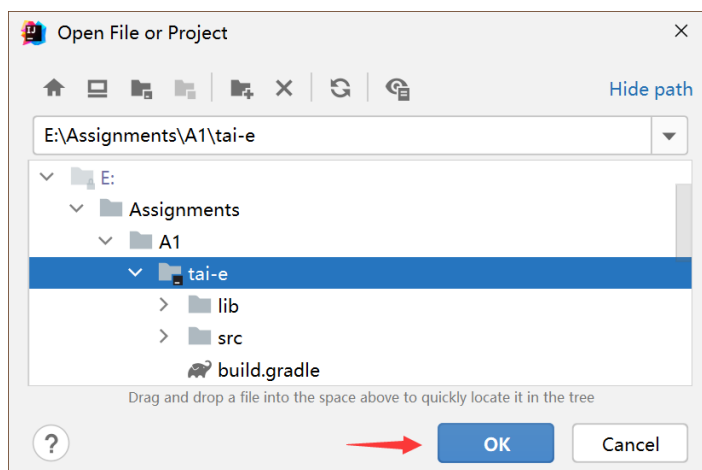 Open File or Project
Hide path
E:\Assignments\A1\tai-e
E:
Assignments
A1
tai-e
lib
src
build.gradle
Drag and drop a file into the space above to quickly locate it in the tree
? OK Cancel